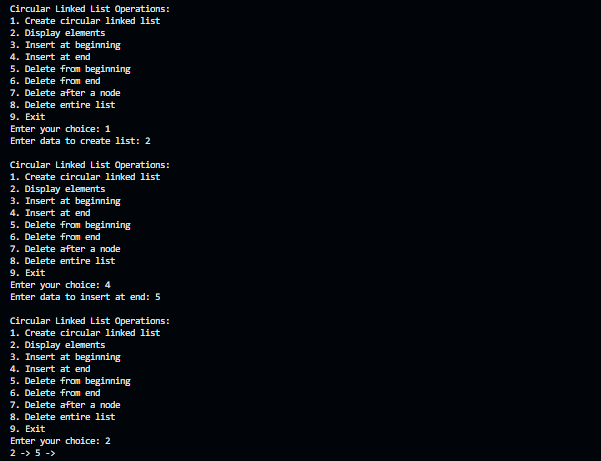 Circular Linked List Operations:
1. Create circular linked list
2. Display elements
3. Insert at beginning
4. Insert at end
5. Delete from beginning
6. Delete from end
7. Delete after a node
8. Delete entire list
9. Exit
Enter your choice: 1
Enter data to create list: 2

Circular Linked List Operations:
1. Create circular linked list
2. Display elements
3. Insert at beginning
4. Insert at end
5. Delete from beginning
6. Delete from end
7. Delete after a node
8. Delete entire list
9. Exit
Enter your choice: 4
Enter data to insert at end: 5

Circular Linked List Operations:
1. Create circular linked list
2. Display elements
3. Insert at beginning
4. Insert at end
5. Delete from beginning
6. Delete from end
7. Delete after a node
8. Delete entire list
9. Exit
Enter your choice: 2
2 -> 5 ->